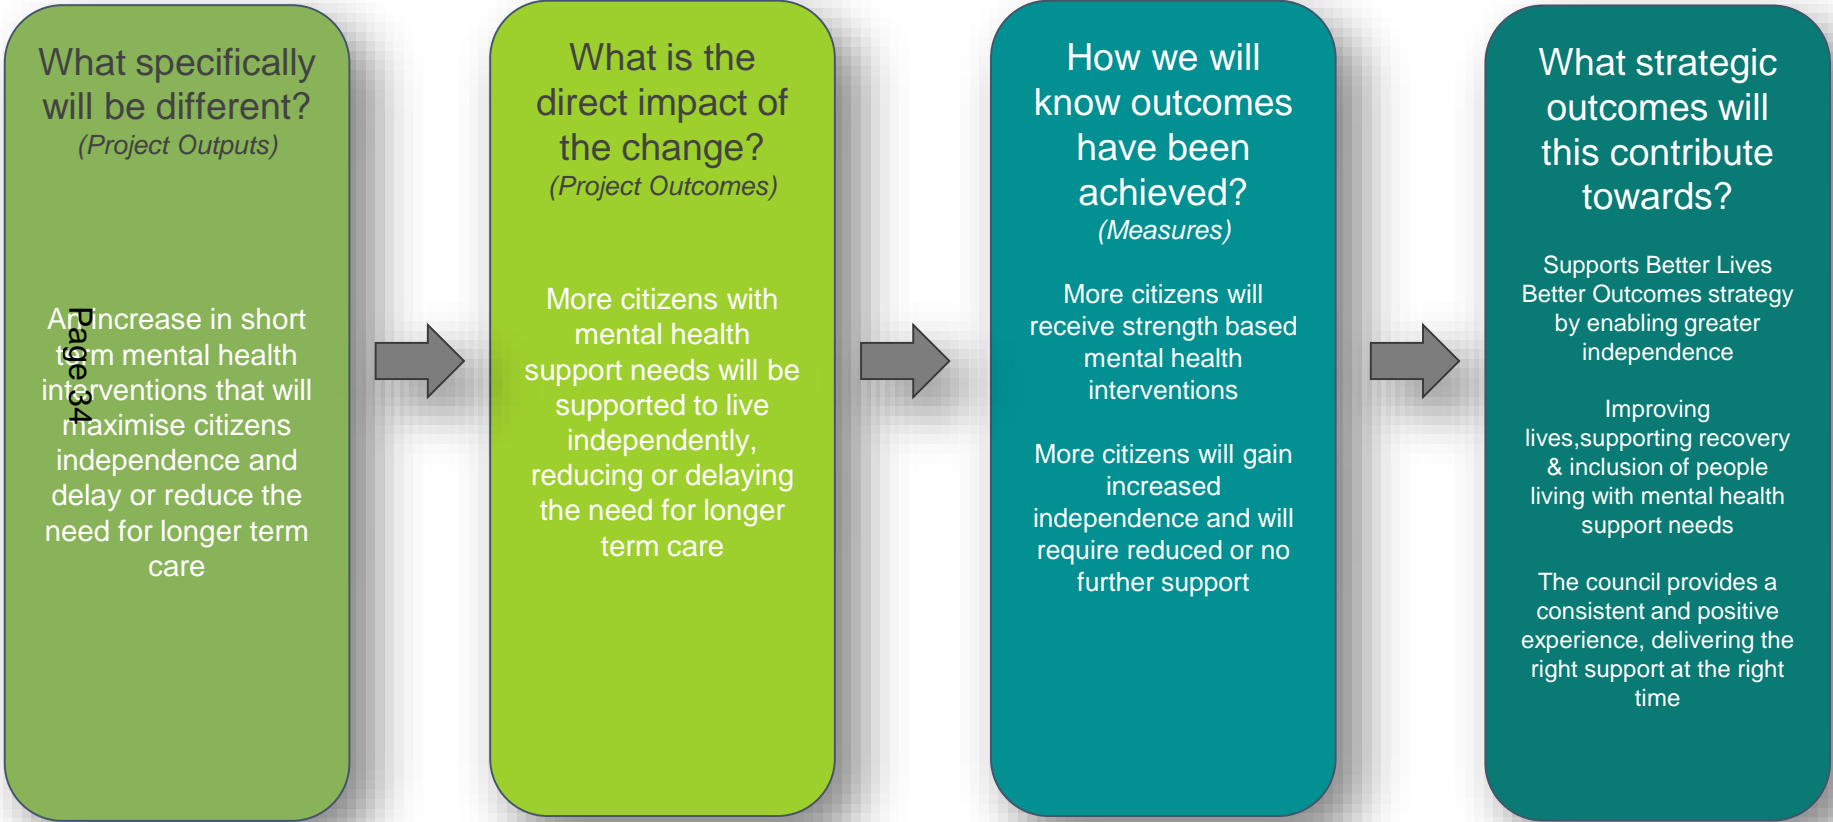 What specifically
will be different?
(Project Outputs)
An increase in short
term mental health
interventions that will
maximise citizens
independence and
delay or reduce the
need for longer term
care
Page 34
What is the
direct impact of
the change?
(Project Outcomes)
More citizens with
mental health
support needs will be
supported to live
independently,
reducing or delaying
the need for longer
term care
How we will
know outcomes
have been
achieved?
(Measures)
More citizens will
receive strength based
mental health
interventions
More citizens will gain
increased
independence and will
require reduced or no
further support
What strategic
outcomes will
this contribute
towards?
Supports Better Lives
Better Outcomes strategy
by enabling greater
independence
Improving
lives,supporting recovery
& inclusion of people
living with mental health
support needs
The council provides a
consistent and positive
experience, delivering the
right support at the right
time